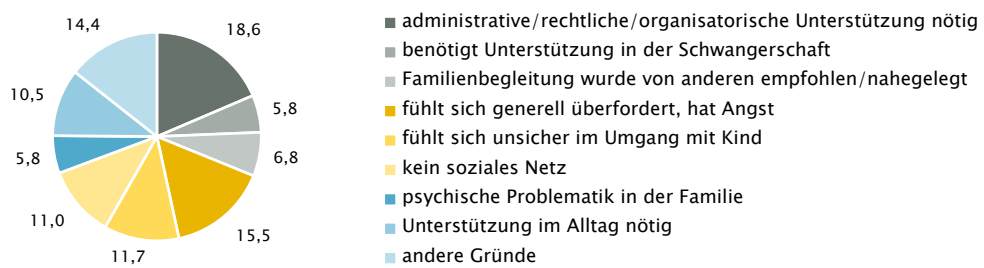 14,4
18,6
10,5
5,8
5,8
6,8
11,0
11,7
15,5
administrative/rechtliche/organisatorische Unterstützung nötig
benötigt Unterstützung in der Schwangerschaft
Familienbegleitung wurde von anderen empfohlen/nahegelegt
fühlt sich generell überfordert, hat Angst
fühlt sich unsicher im Umgang mit Kind
kein soziales Netz
psychische Problematik in der Familie
Unterstützung im Alltag nötig
andere Gründe